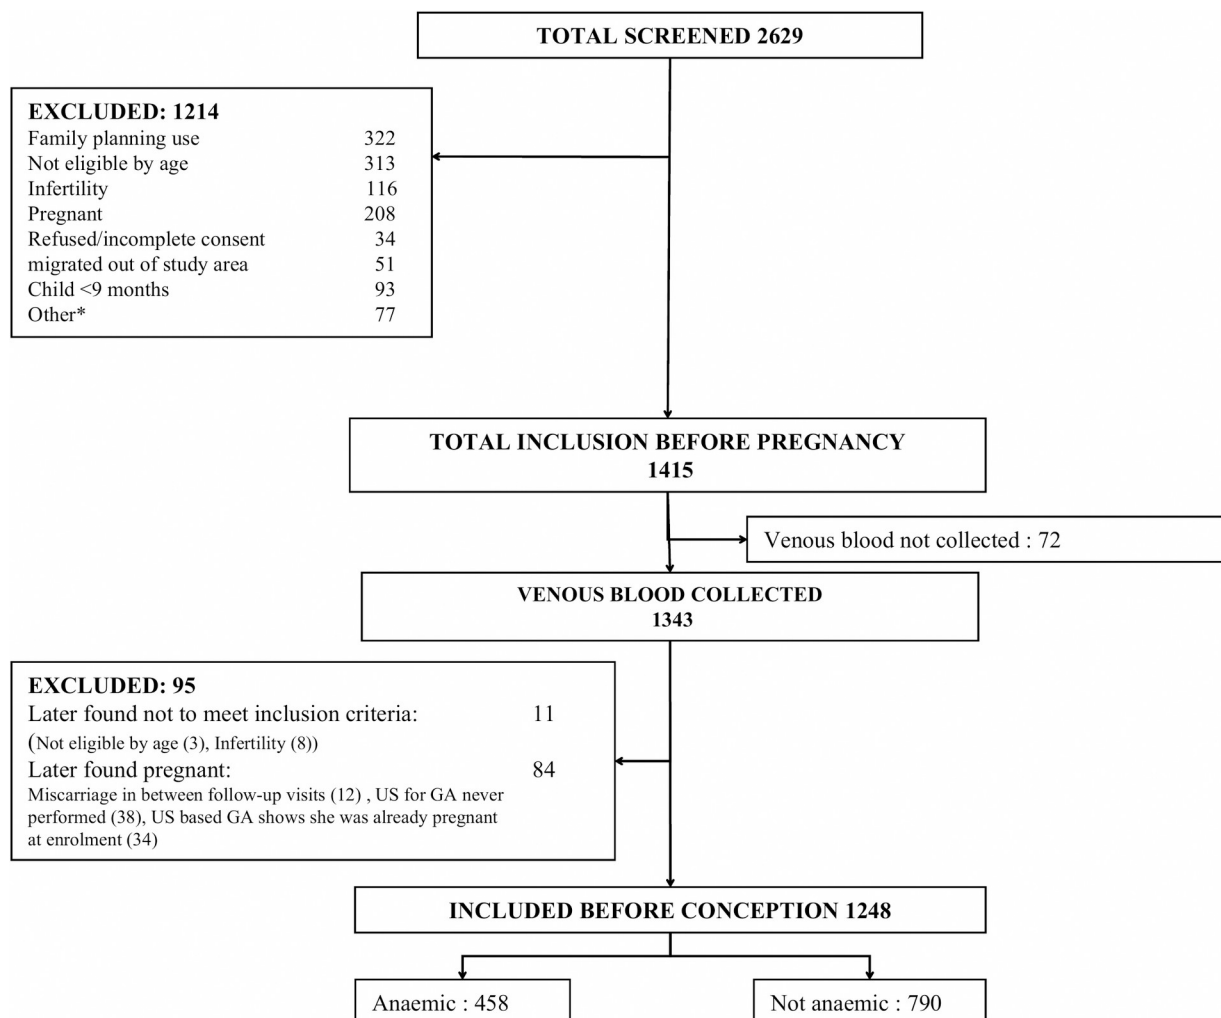 TOTAL SCREENED 2629
EXCLUDED: 1214
Family planning use 322
Not eligible by age 313
Infertility 116
Pregnant 208
Refused/incomplete consent 34
migrated out of study area 51
Child <9 months 93
Other* 77
TOTAL INCLUSION BEFORE PREGNANCY
1415
Venous blood not collected : 72
VENOUS BLOOD COLLECTED
1343
EXCLUDED: 95
Later found not to meet inclusion criteria: 11
(Not eligible by age (3), Infertility (8))
Later found pregnant: 84
Miscarriage in between follow-up visits (12) , US for GA never
performed (38), US based GA shows she was already pregnant
at enrolment (34)
INCLUDED BEFORE CONCEPTION 1248
Anaemic : 458
Not anaemic : 790